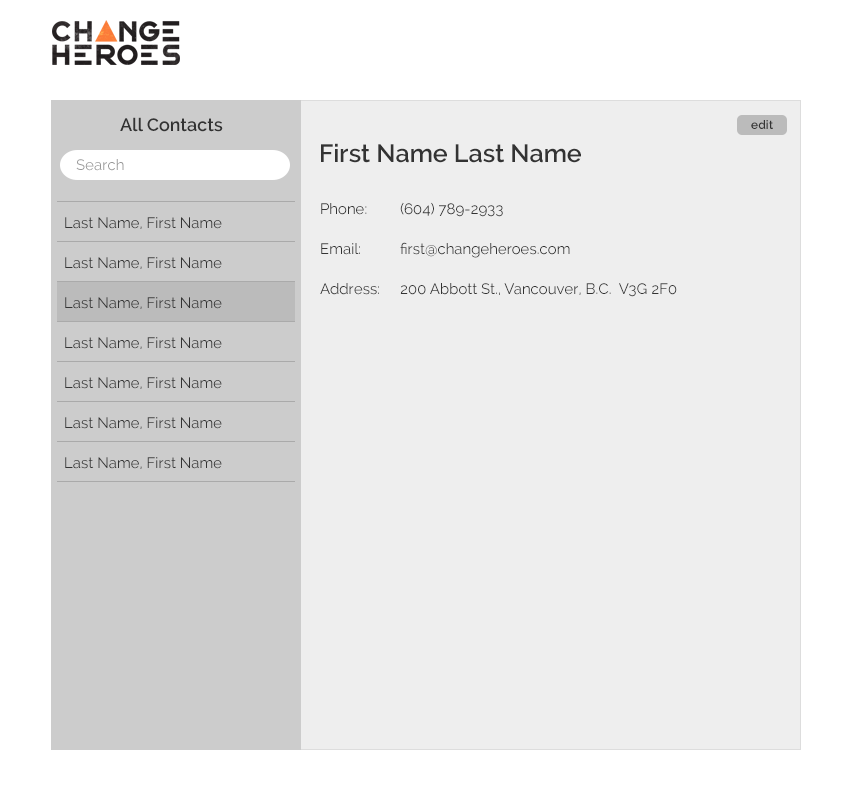 CHANGE
HEROES
All Contacts
Search
Last Name, First Name
Last Name, First Name
Last Name, First Name
Last Name, First Name
Last Name, First Name
Last Name, First Name
Last Name, First Name
edit
First Name Last Name
Phone: (604) 789-2933
Email: first@changeheroes.com
Address: 200 Abbott St., Vancouver, B.C.  V3G 2F0